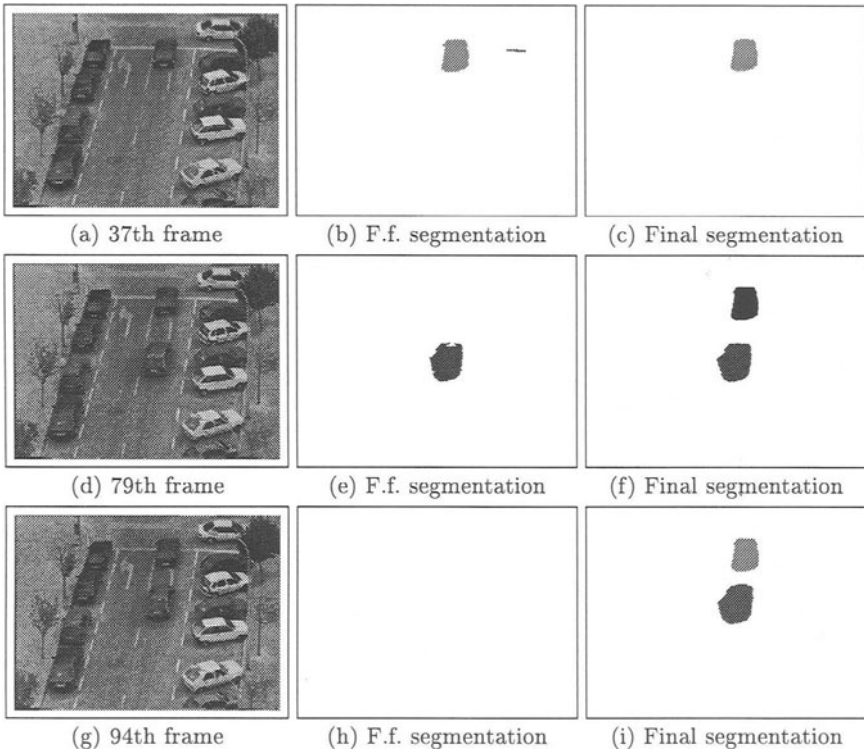 (a) 37th frame
(b) F.f. segmentation
(c) Final segmentation
(d) 79th frame
(e) F.f. segmentation
(f) Final segmentation
(g) 94th frame
(h) F.f. segmentation
(i) Final segmentation